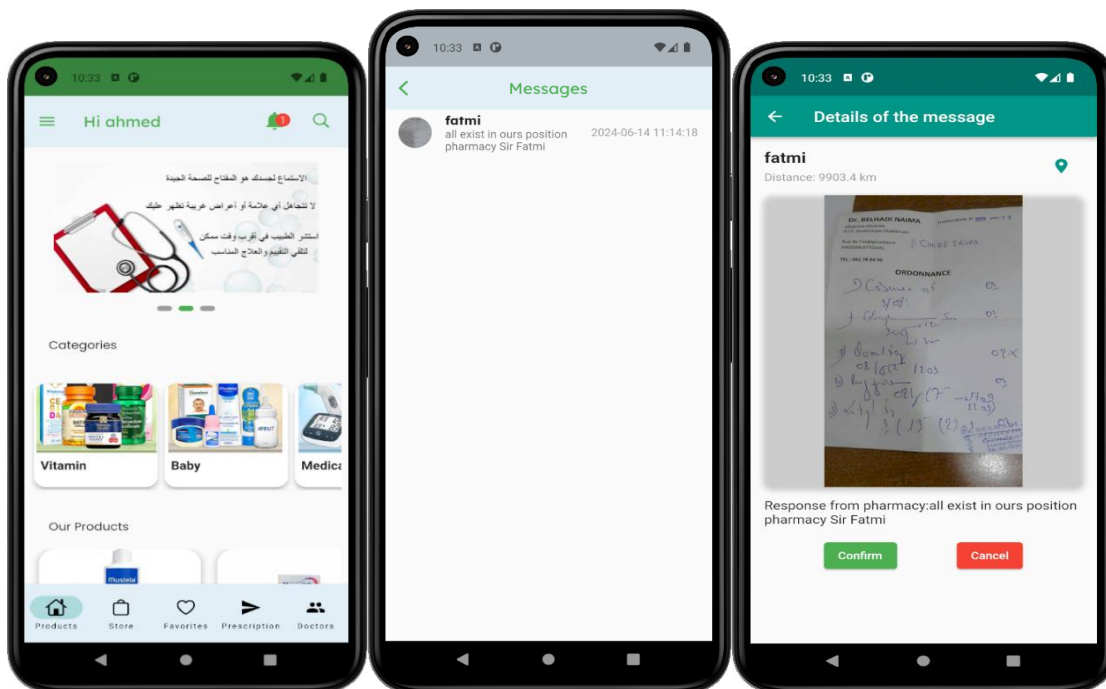 10:33
Hi ahmed
1
الاستماع لجسدك هو المفتاح للصحة الجيدة
لا تتجاهل أي علامة أو أعراض غريبة تظهر عليك
استشر الطبيب في أقرب وقت ممكن
لتلقي التقييم والعلاج المناسب
Categories
Vitamin
Baby
Medica
Our Products
mustela
Products
Store
Favorites
Prescription
Doctors
10:33
Messages
fatmi
all exist in ours position
pharmacy Sir Fatmi
2024-06-14 11:14:18
10:33
Details of the message
fatmi
Distance: 9903.4 km
Dr. BELHADI NAIMA
ORDONNANCE
Response from pharmacy:all exist in ours position
pharmacy Sir Fatmi
Confirm
Cancel